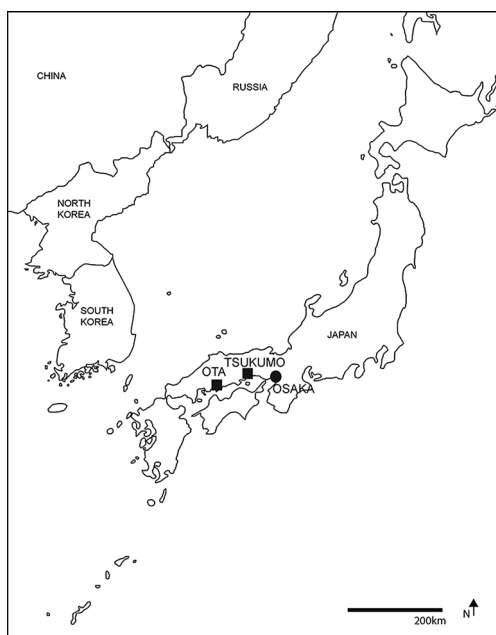 CHINA
RUSSIA
NORTH
KOREA
SOUTH
KOREA
JAPAN
TSUKUMO
OTA
OSAKA
N
200km